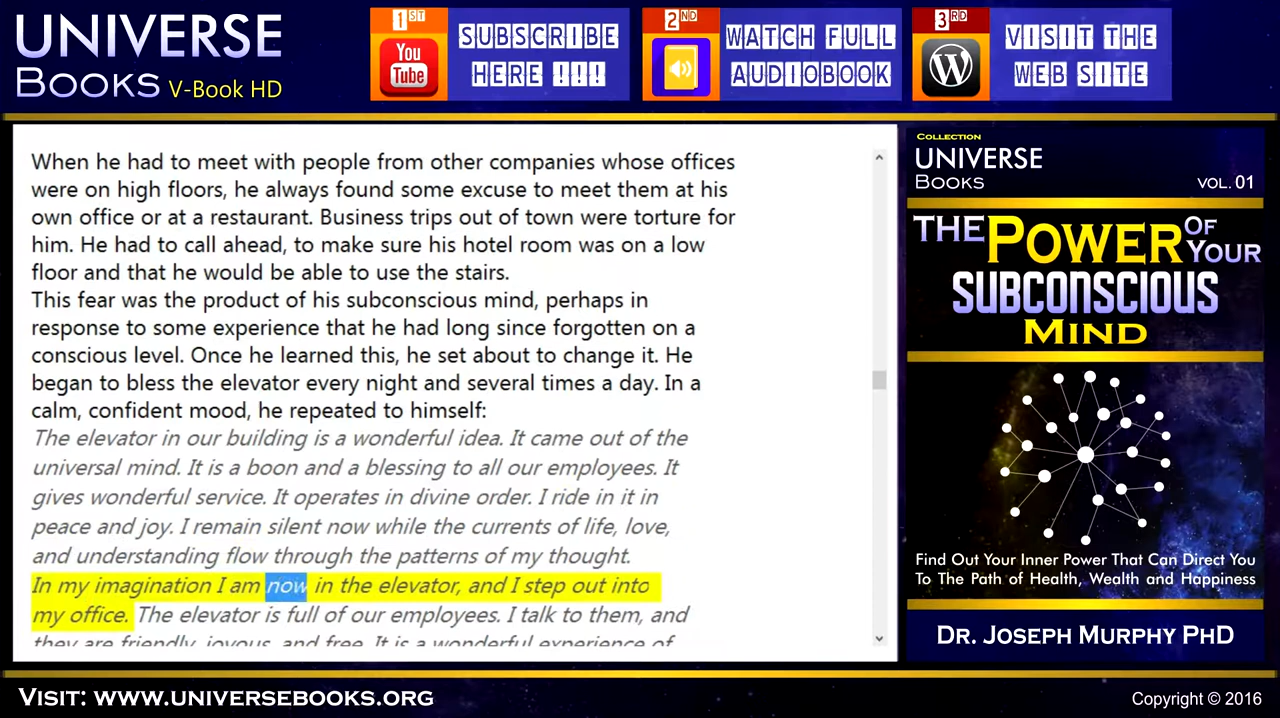 UNIVERSE
BOOKS V-Book HD
1ST
You
Tube
SUBSCRIBE
HERE !!!
2ND
WATCH FULL
AUDIOBOOK
3RD
VISIT THE
WEB SITE
When he had to meet with people from other companies whose offices
were on high floors, he always found some excuse to meet them at his
own office or at a restaurant. Business trips out of town were torture for
him. He had to call ahead, to make sure his hotel room was on a low
floor and that he would be able to use the stairs.
This fear was the product of his subconscious mind, perhaps in
response to some experience that he had long since forgotten on a
conscious level. Once he learned this, he set about to change it. He
began to bless the elevator every night and several times a day. In a
calm, confident mood, he repeated to himself:
The elevator in our building is a wonderful idea. It came out of the
universal mind. It is a boon and a blessing to all our employees. It
gives wonderful service. It operates in divine order. I ride in it in
peace and joy. I remain silent now while the currents of life, love,
and understanding flow through the patterns of my thought.
In my imagination I am now in the elevator, and I step out into
my office. The elevator is full of our employees. I talk to them, and
they are friendly, joyous, and free. It is a wonderful experience of
COLLECTION
UNIVERSE
BOOKS VOL. 01
THE POWER OF YOUR
SUBCONSCIOUS
MIND
Find Out Your Inner Power That Can Direct You
To The Path of Health, Wealth and Happiness
DR. JOSEPH MURPHY PHD
VISIT: WWW.UNIVERSEBOOKS.ORG
Copyright © 2016